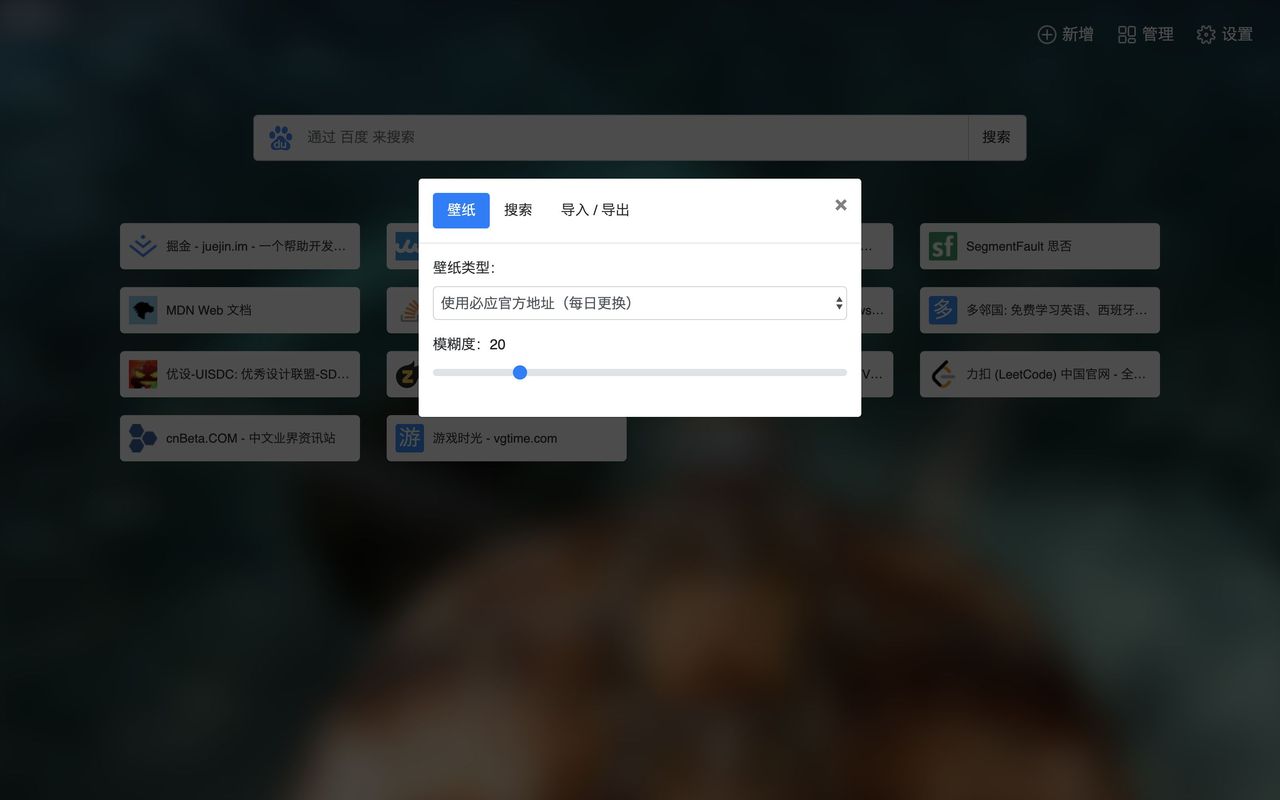 新增 管理 设置
du 通过 百度 来搜索 搜索
壁纸 搜索 导入 / 导出 ×
掘金 - juejin.im - 一个帮助开发... ... sf SegmentFault 思否
壁纸类型:
使用必应官方地址（每日更换）
MDN Web 文档 vs... 多 多邻国: 免费学习英语、西班牙...
模糊度：20
优设-UISDC: 优秀设计联盟-SD... Z V... 力扣 (LeetCode) 中国官网 - 全...
cnBeta.COM - 中文业界资讯站 游 游戏时光 - vgtime.com